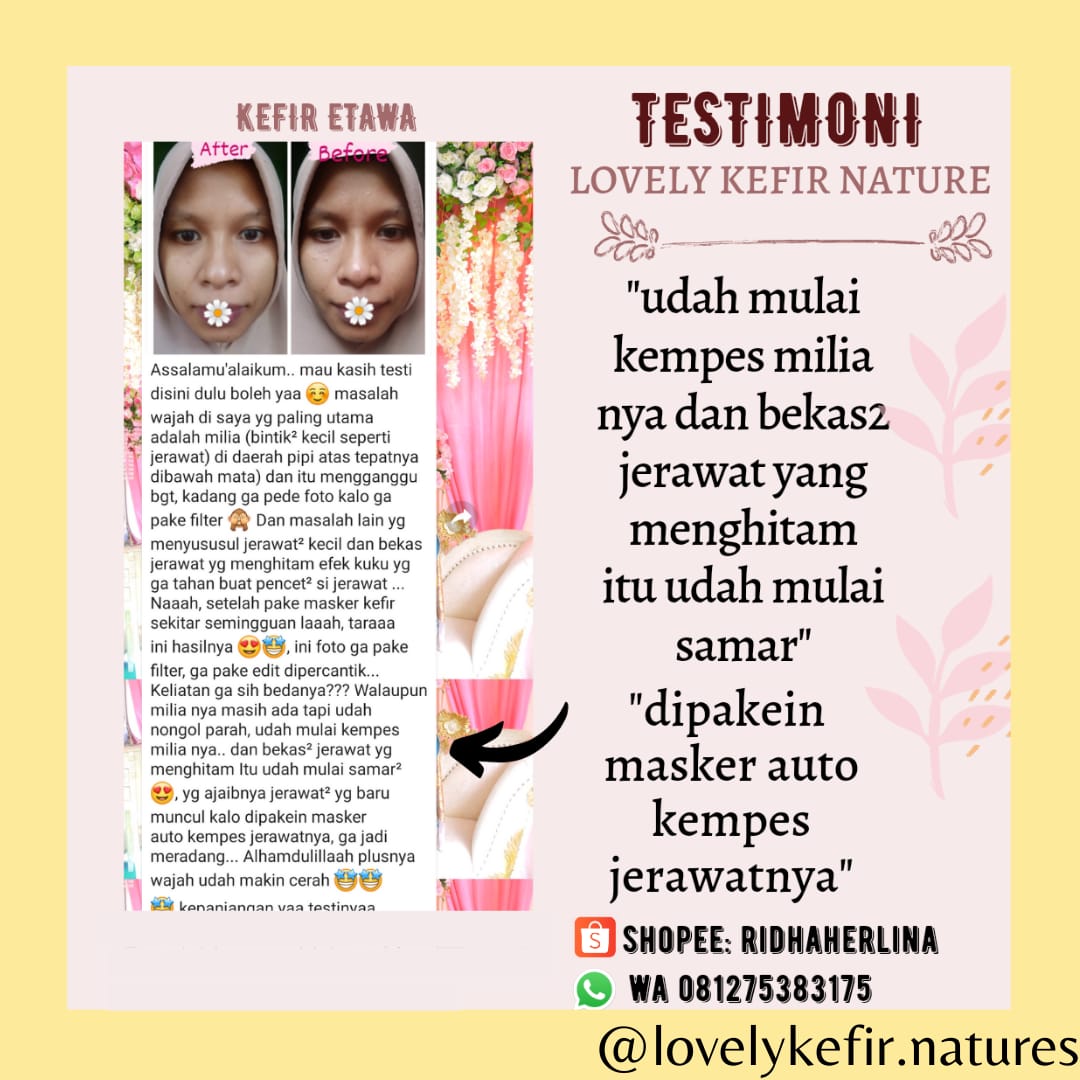 KEFIR ETAWA
After
Before
Assalamu'alaikum.. mau kasih testi
disini dulu boleh yaa ☺️ masalah
wajah di saya yg paling utama
adalah milia (bintik² kecil seperti
jerawat) di daerah pipi atas tepatnya
dibawah mata) dan itu mengganggu
bgt, kadang ga pede foto kalo ga
pake filter 🙈 Dan masalah lain yg
menyususul jerawat² kecil dan bekas
jerawat yg menghitam efek kuku yg
ga tahan buat pencet² si jerawat ...
Naaah, setelah pake masker kefir
sekitar semingguan laaah, taraaa
ini hasilnya 😍🤩, ini foto ga pake
filter, ga pake edit dipercantik...
Keliatan ga sih bedanya??? Walaupun
milia nya masih ada tapi udah
nongol parah, udah mulai kempes
milia nya.. dan bekas² jerawat yg
menghitam Itu udah mulai samar²
😍, yg ajaibnya jerawat² yg baru
muncul kalo dipakein masker
auto kempes jerawatnya, ga jadi
meradang... Alhamdulillaah plusnya
wajah udah makin cerah 🤩🤩
🤩 kepanjangan yaa testinyaa
TESTIMONI
LOVELY KEFIR NATURE
"udah mulai
kempes milia
nya dan bekas2
jerawat yang
menghitam
itu udah mulai
samar"
"dipakein
masker auto
kempes
jerawatnya"
SHOPEE: RIDHAHERLINA
WA 081275383175
@lovelykefir.natures